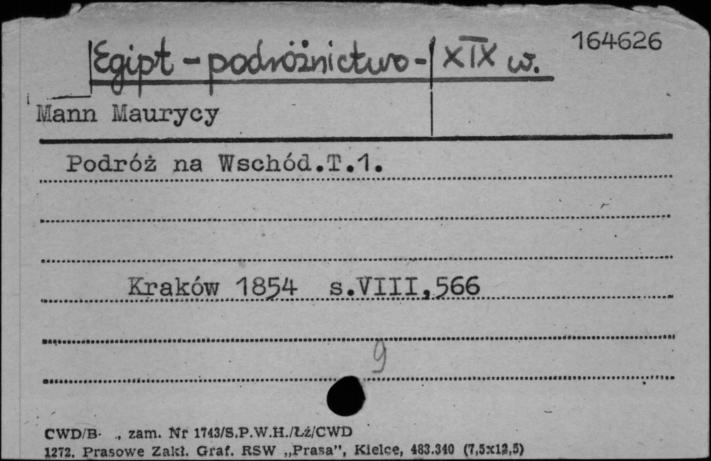 Egipt - podróżnictwo - XIX w. 164626
Mann Maurycy
Podróż na Wschód.T.1.
Kraków 1854 s.VIII,566
9
CWD/B- ., zam. Nr 1743/S.P.W.H./Łż/CWD
1272. Prasowe Zakł. Graf. RSW „Prasa”, Kielce, 483.340 (7,5x12,5)